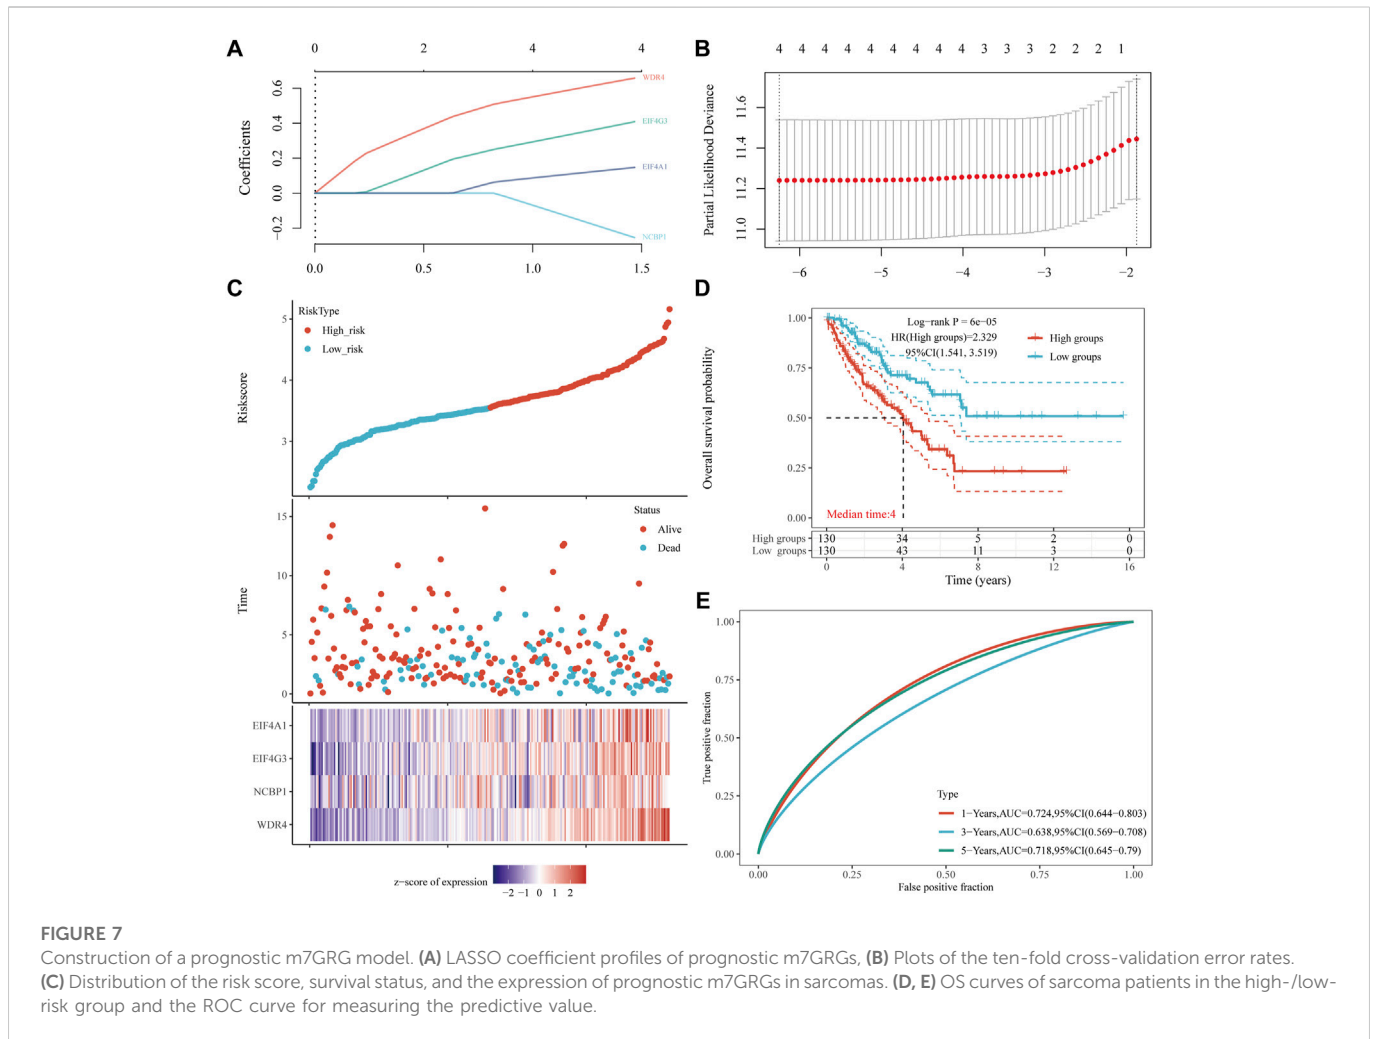 A
0 2 4 4
Coefficients
0.6
0.4
0.2
0.0
−0.2
WDR4
EIF4G3
EIF4A1
NCBP1
0.0 0.5 1.0 1.5
B
4 4 4 4 4 4 4 4 4 3 3 3 2 2 2 1
Partial Likelihood Deviance
11.6
11.4
11.2
11.0
−6 −5 −4 −3 −2
C
RiskType
High_risk
Low_risk
Riskscore
5
4
3
Status
Alive
Dead
Time
15
10
5
0
EIF4A1
EIF4G3
NCBP1
WDR4
z−score of expression
−2 −1 0 1 2
D
Overall survival probability
1.00
0.75
0.50
0.25
0.00
Log−rank P = 6e−05
HR(High groups)=2.329
95%CI(1.541, 3.519)
High groups
Low groups
Median time:4
High groups 130 34 5 2 0
Low groups 130 43 11 3 0
0 4 8 12 16
Time (years)
E
True positive fraction
1.00
0.75
0.50
0.25
0.00
Type
1−Years,AUC=0.724,95%CI(0.644−0.803)
3−Years,AUC=0.638,95%CI(0.569−0.708)
5−Years,AUC=0.718,95%CI(0.645−0.79)
0.00 0.25 0.50 0.75 1.00
False positive fraction
FIGURE 7
Construction of a prognostic m7GRG model. (A) LASSO coefficient profiles of prognostic m7GRGs, (B) Plots of the ten-fold cross-validation error rates.
(C) Distribution of the risk score, survival status, and the expression of prognostic m7GRGs in sarcomas. (D, E) OS curves of sarcoma patients in the high-/low-
risk group and the ROC curve for measuring the predictive value.